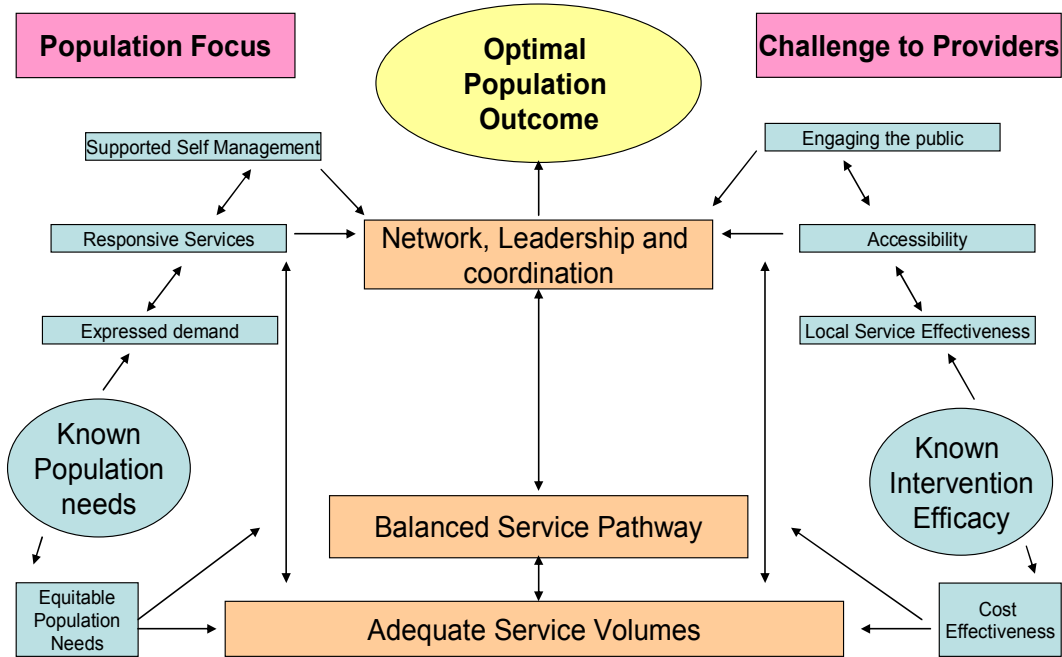 Population Focus
Optimal
Population
Outcome
Challenge to Providers
Supported Self Management
Engaging the public
Responsive Services
Network, Leadership and
coordination
Accessibility
Expressed demand
Local Service Effectiveness
Known
Population
needs
Known
Intervention
Efficacy
Balanced Service Pathway
Equitable
Population
Needs
Adequate Service Volumes
Cost
Effectiveness